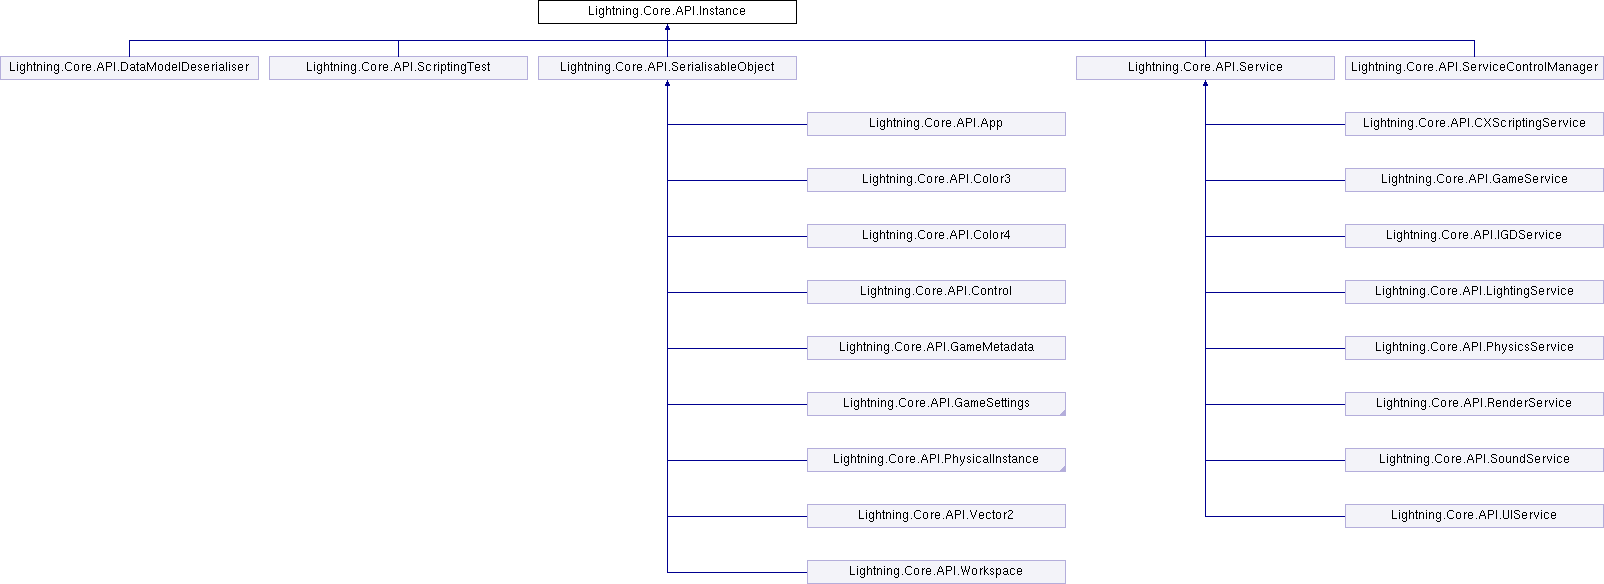 Lightning.Core.API.Instance
Lightning.Core.API.DataModelDeserialiser
Lightning.Core.API.ScriptingTest
Lightning.Core.API.SerialisableObject
Lightning.Core.API.Service
Lightning.Core.API.ServiceControlManager
Lightning.Core.API.App
Lightning.Core.API.CXScriptingService
Lightning.Core.API.Color3
Lightning.Core.API.GameService
Lightning.Core.API.Color4
Lightning.Core.API.IGDService
Lightning.Core.API.Control
Lightning.Core.API.LightingService
Lightning.Core.API.GameMetadata
Lightning.Core.API.PhysicsService
Lightning.Core.API.GameSettings
Lightning.Core.API.RenderService
Lightning.Core.API.PhysicalInstance
Lightning.Core.API.SoundService
Lightning.Core.API.Vector2
Lightning.Core.API.UIService
Lightning.Core.API.Workspace